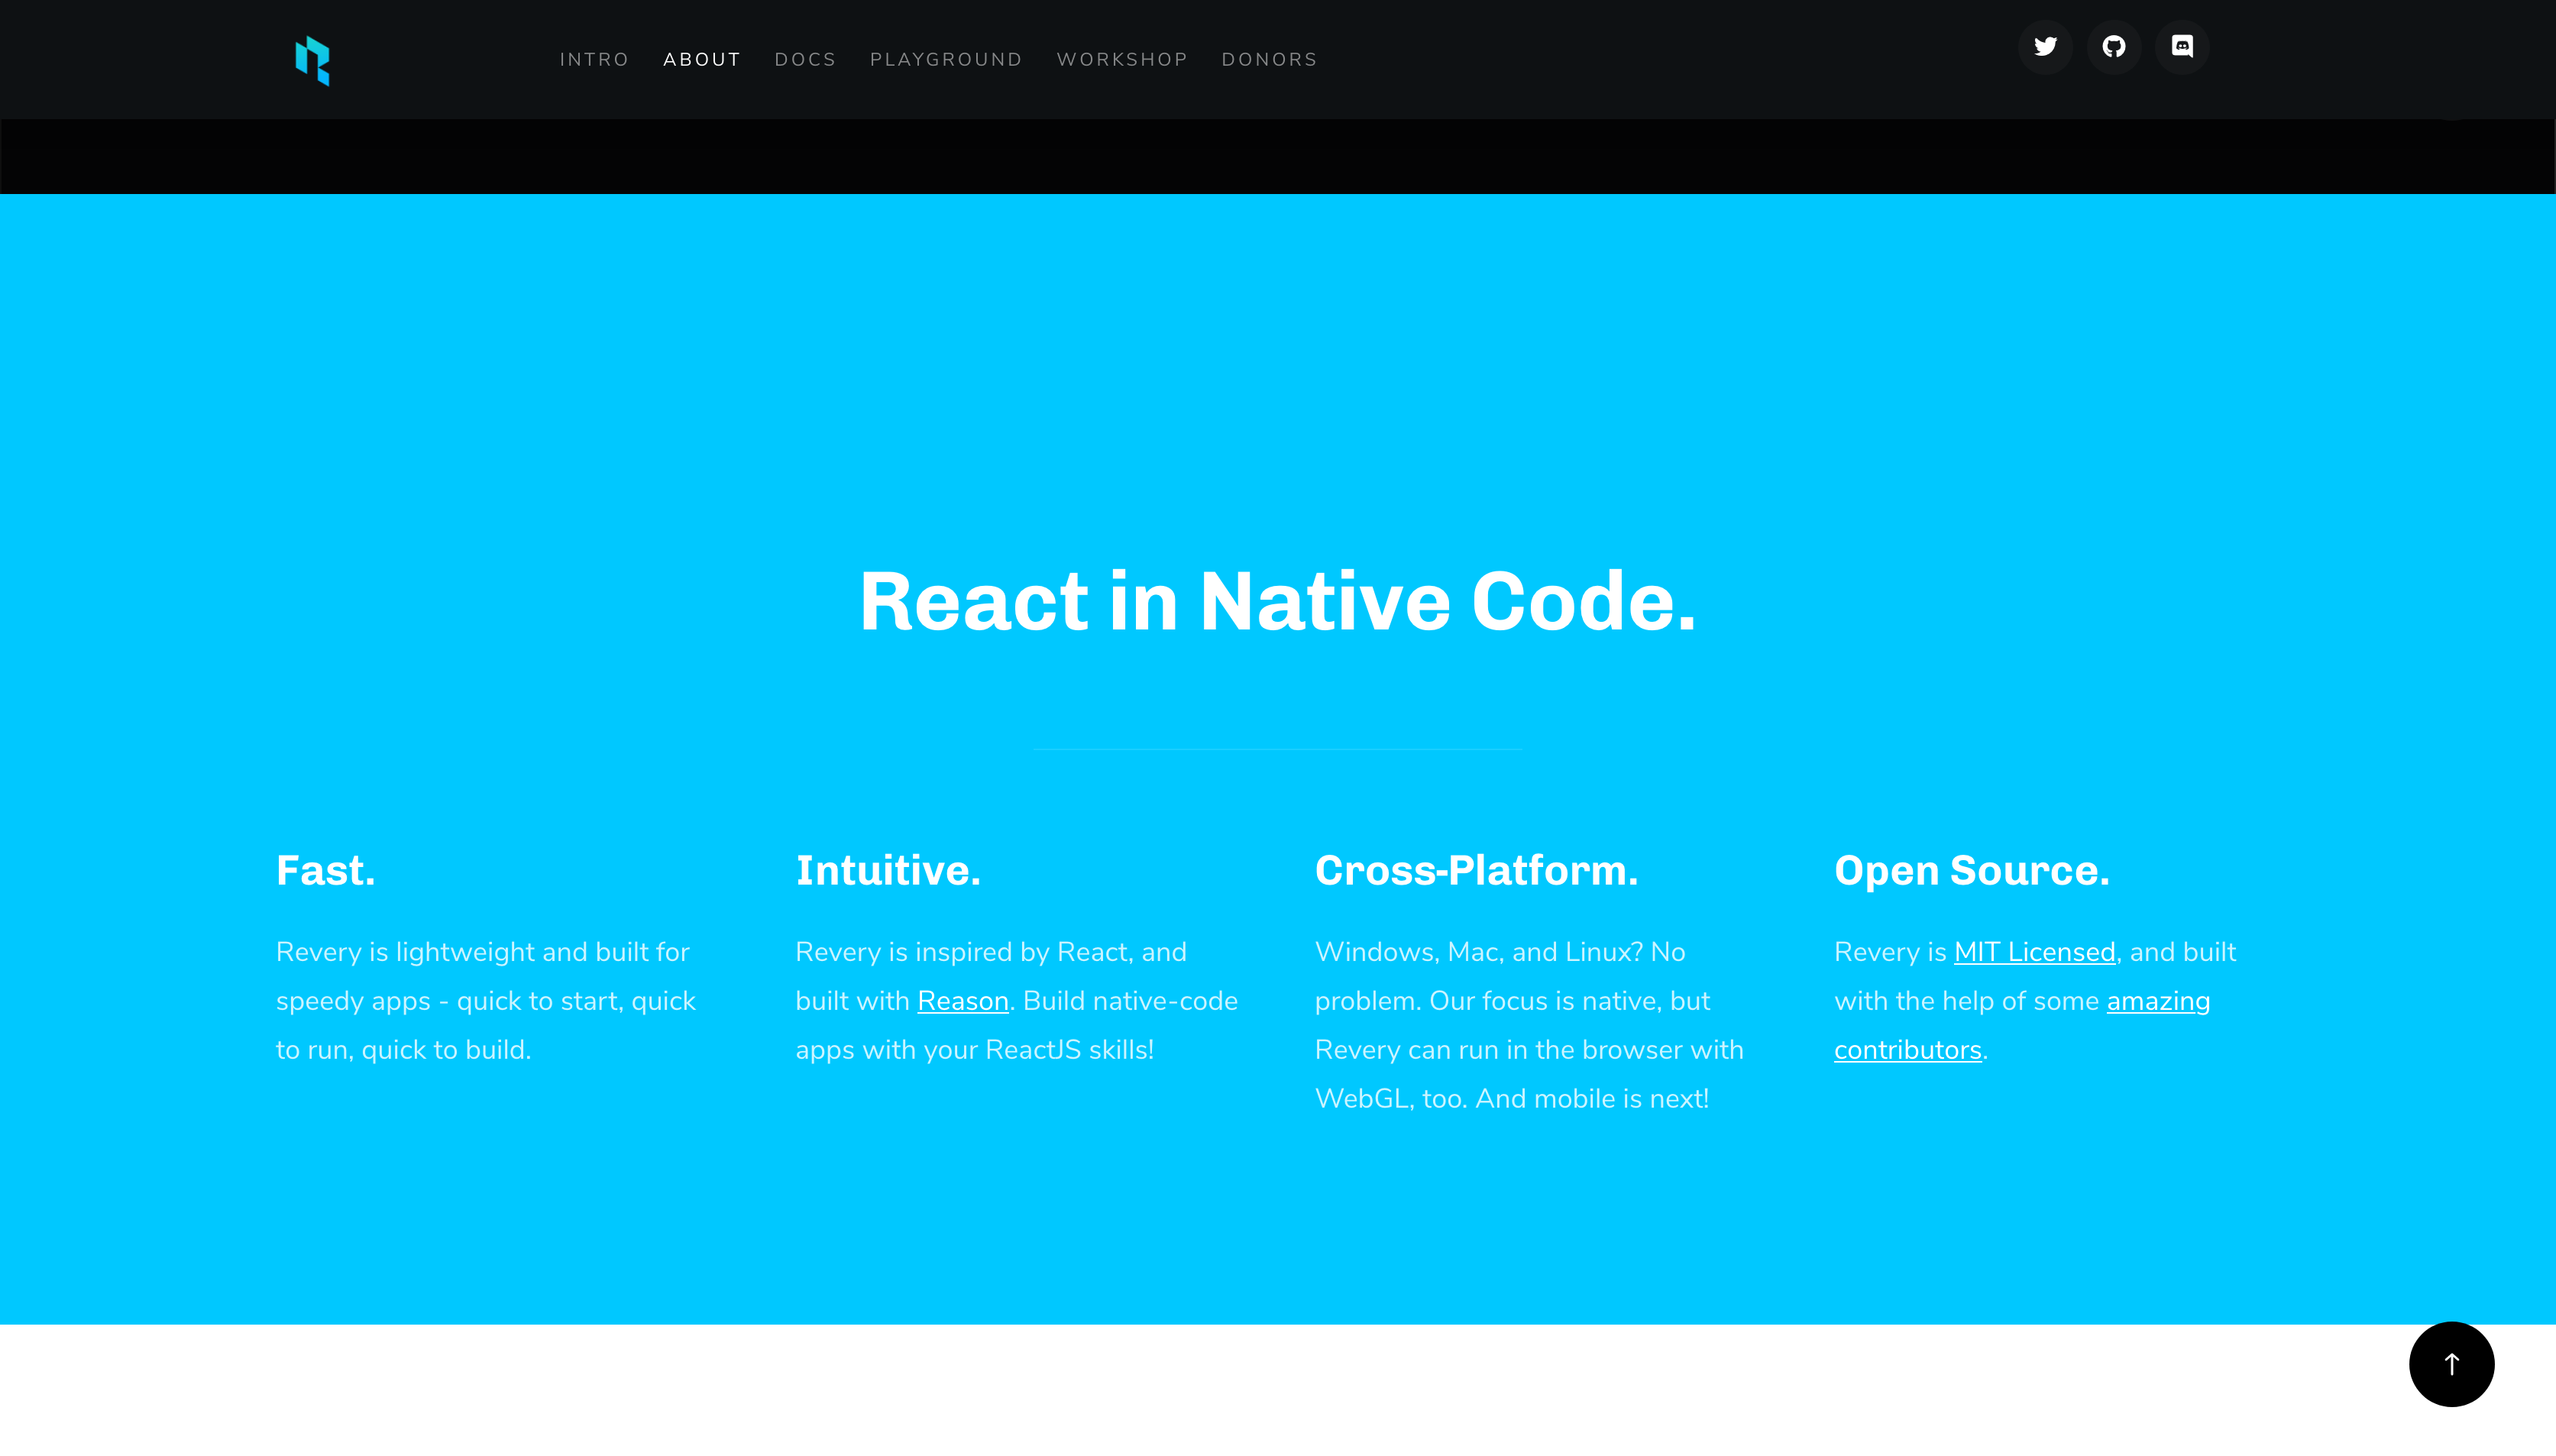 INTRO ABOUT DOCS PLAYGROUND WORKSHOP DONORS
React in Native Code.
Fast.
Revery is lightweight and built for
speedy apps - quick to start, quick
to run, quick to build.
Intuitive.
Revery is inspired by React, and
built with Reason. Build native-code
apps with your ReactJS skills!
Cross-Platform.
Windows, Mac, and Linux? No
problem. Our focus is native, but
Revery can run in the browser with
WebGL, too. And mobile is next!
Open Source.
Revery is MIT Licensed, and built
with the help of some amazing
contributors.